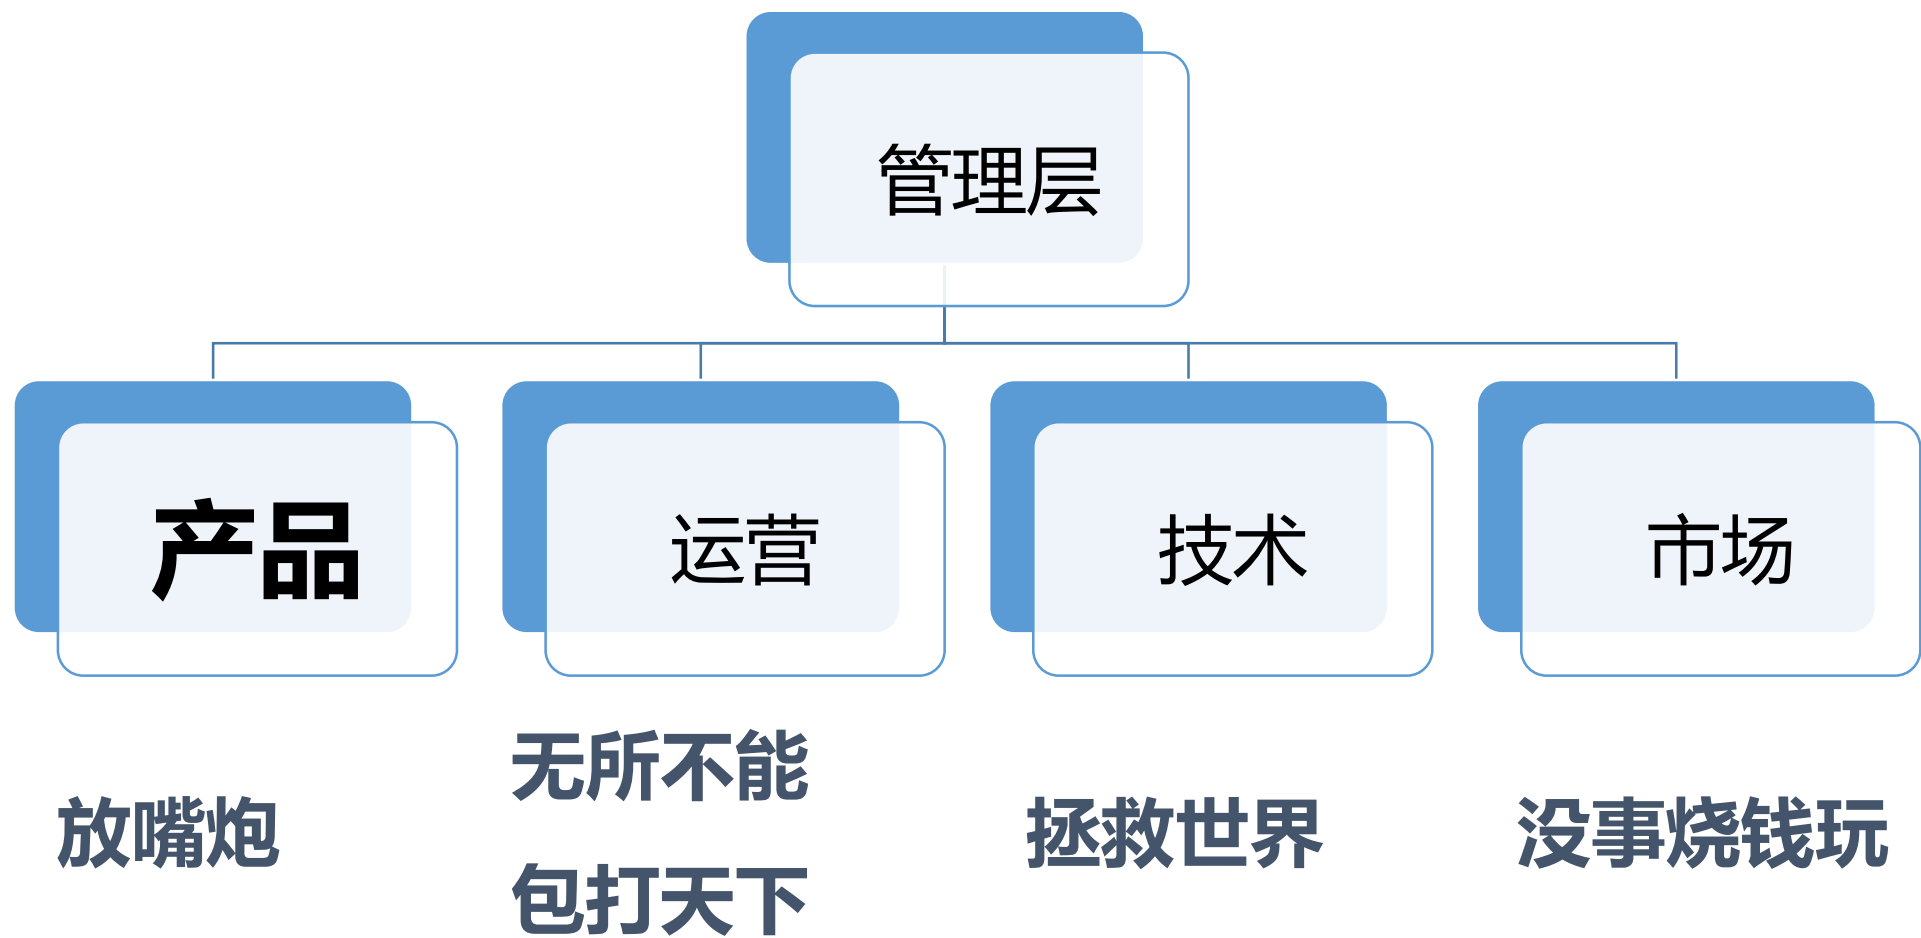 管理层
产品
运营
技术
市场
放嘴炮
无所不能
包打天下
拯救世界
没事烧钱玩